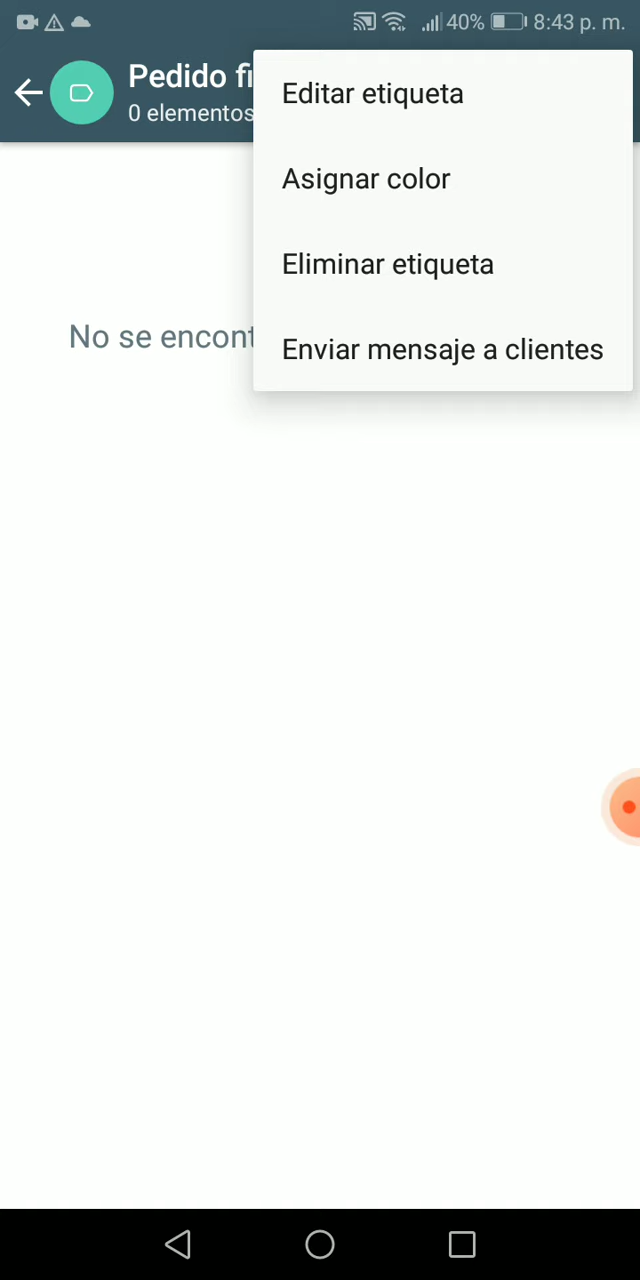 40% 8:43 p. m.
Pedido fi
0 elementos
Editar etiqueta
Asignar color
Eliminar etiqueta
Enviar mensaje a clientes
No se encont